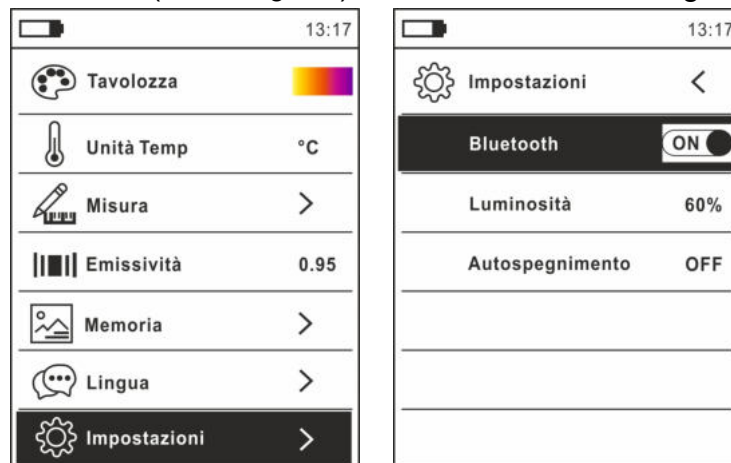 13:17
Tavolozza
Unità Temp °C
Misura >
Emissività 0.95
Memoria >
Lingua >
Impostazioni >
13:17
Impostazioni <
Bluetooth ON
Luminosità 60%
Autospegnimento OFF